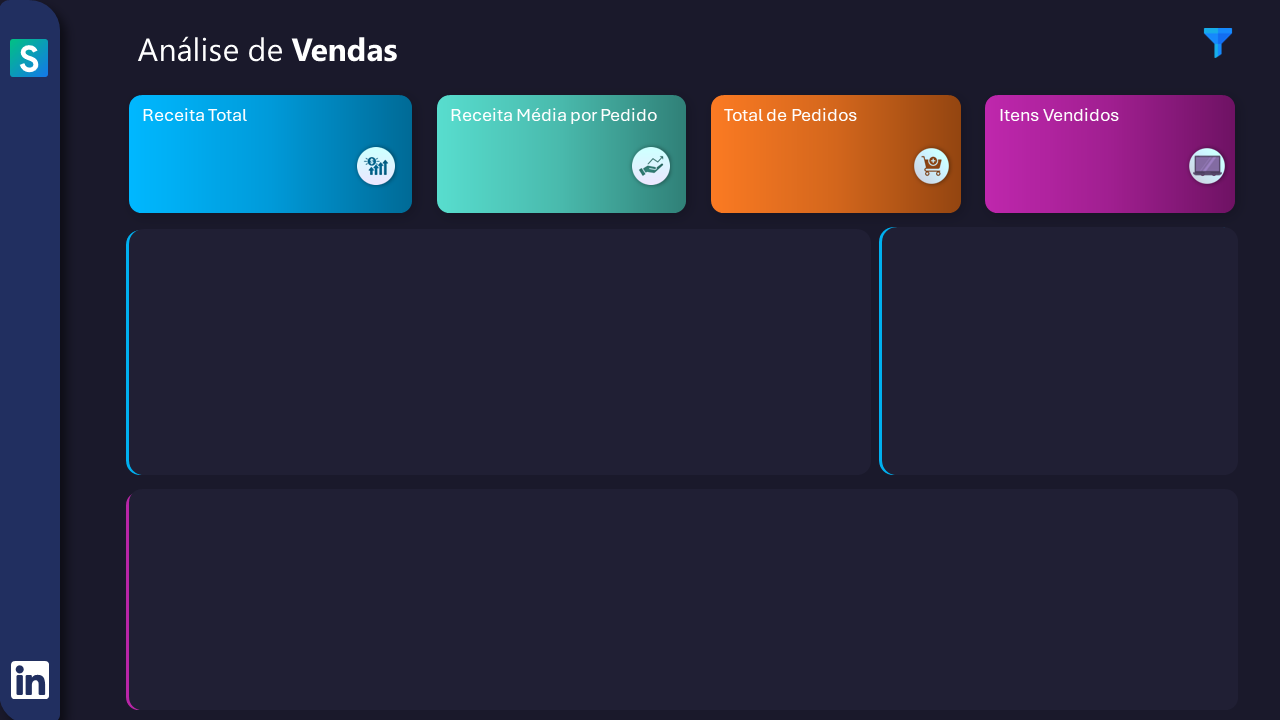 S
Análise de Vendas
Receita Total
Receita Média por Pedido
Total de Pedidos
Itens Vendidos
in